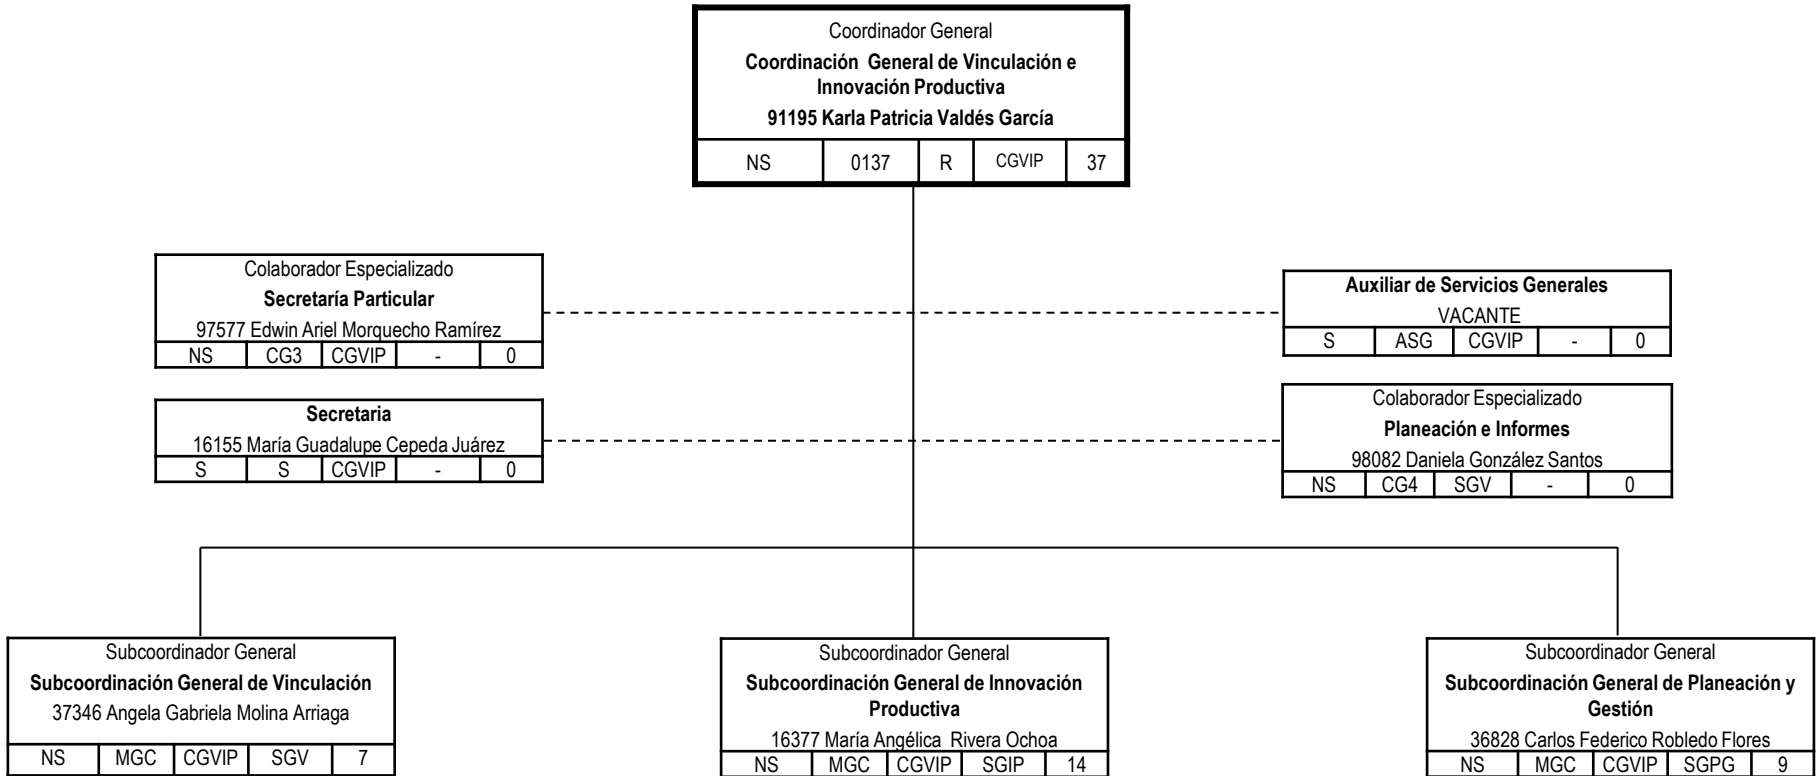 Coordinador General
Coordinación General de Vinculación e
Innovación Productiva
91195 Karla Patricia Valdés García
NS 0137 R CGVIP 37
Colaborador Especializado
Secretaría Particular
97577 Edwin Ariel Morquecho Ramírez
NS CG3 CGVIP - 0
Auxiliar de Servicios Generales
VACANTE
S ASG CGVIP - 0
Secretaria
16155 María Guadalupe Cepeda Juárez
S S CGVIP - 0
Colaborador Especializado
Planeación e Informes
98082 Daniela González Santos
NS CG4 SGV - 0
Subcoordinador General
Subcoordinación General de Vinculación
37346 Angela Gabriela Molina Arriaga
NS MGC CGVIP SGV 7
Subcoordinador General
Subcoordinación General de Innovación
Productiva
16377 María Angélica Rivera Ochoa
NS MGC CGVIP SGIP 14
Subcoordinador General
Subcoordinación General de Planeación y
Gestión
36828 Carlos Federico Robledo Flores
NS MGC CGVIP SGPG 9